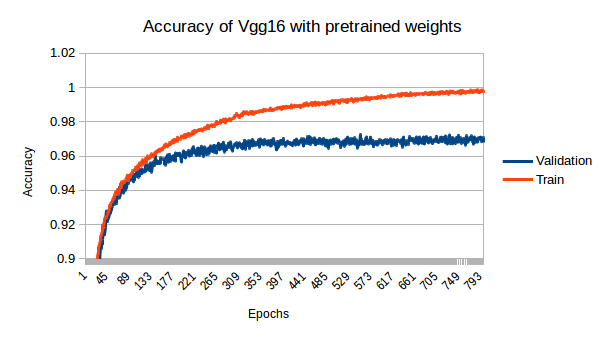 Accuracy of Vgg16 with pretrained weights
1.02
1
0.98
0.96
0.94
0.92
0.9
Accuracy
1 45 89 133 177 221 265 309 353 397 441 485 529 573 617 661 705 749 793
Epochs
Validation
Train